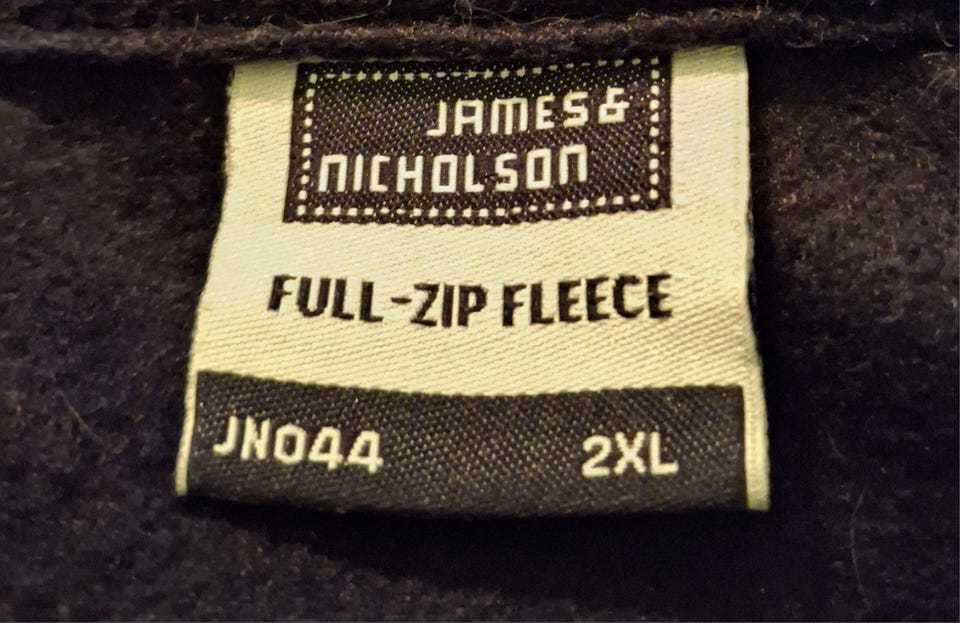 JAMES &
NICHOLSON
FULL-ZIP FLEECE
JN044 2XL